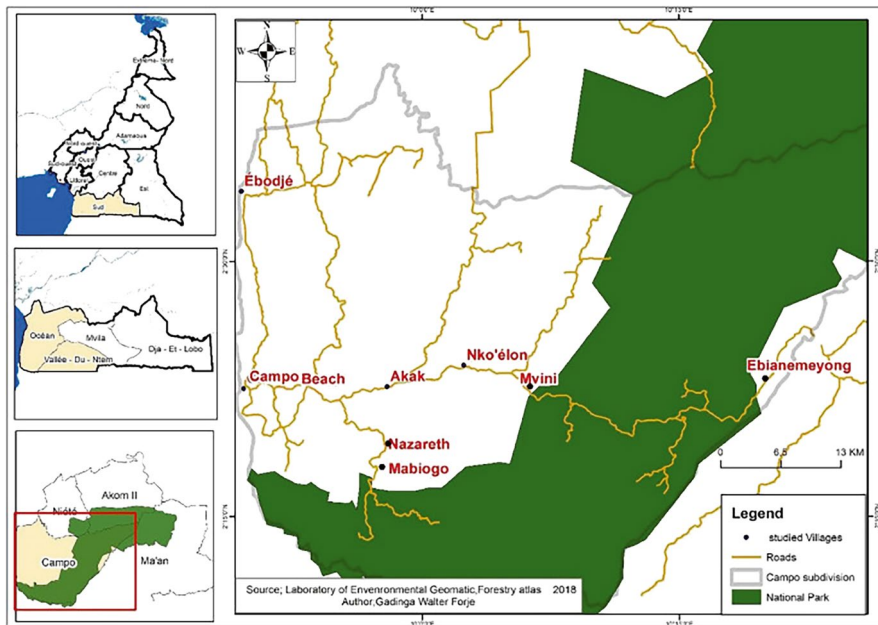 Extreme-Nord
Nord
Adamaoua
Ouest
Littoral
Centre
Est
Sud
Océan
Mvila
Dja - Et - Lobo
Vallée - Du - Ntem
Akom II
Niété
Campo
Ma'an
N
W
E
S
Ébodjé
Campo Beach
Akak
Nko'élon
Mvini
Ebianemeyong
Nazareth
Mabiogo
0 6,5 13 KM
Legend
studied Villages
Roads
Campo subdivision
National Park
Source; Laboratory of Envenronmental Geomatic,Forestry atlas 2018
Author,Gadinga Walter Forje